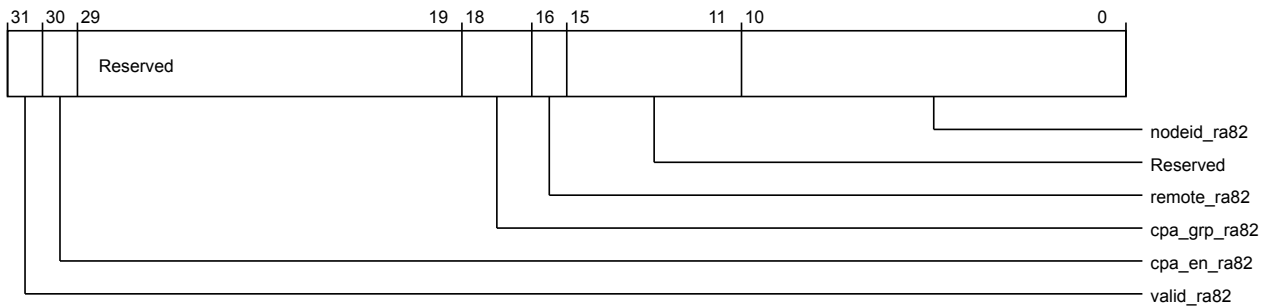 31 30 29 19 18 16 15 11 10 0
Reserved
nodeid_ra82
Reserved
remote_ra82
cpa_grp_ra82
cpa_en_ra82
valid_ra82